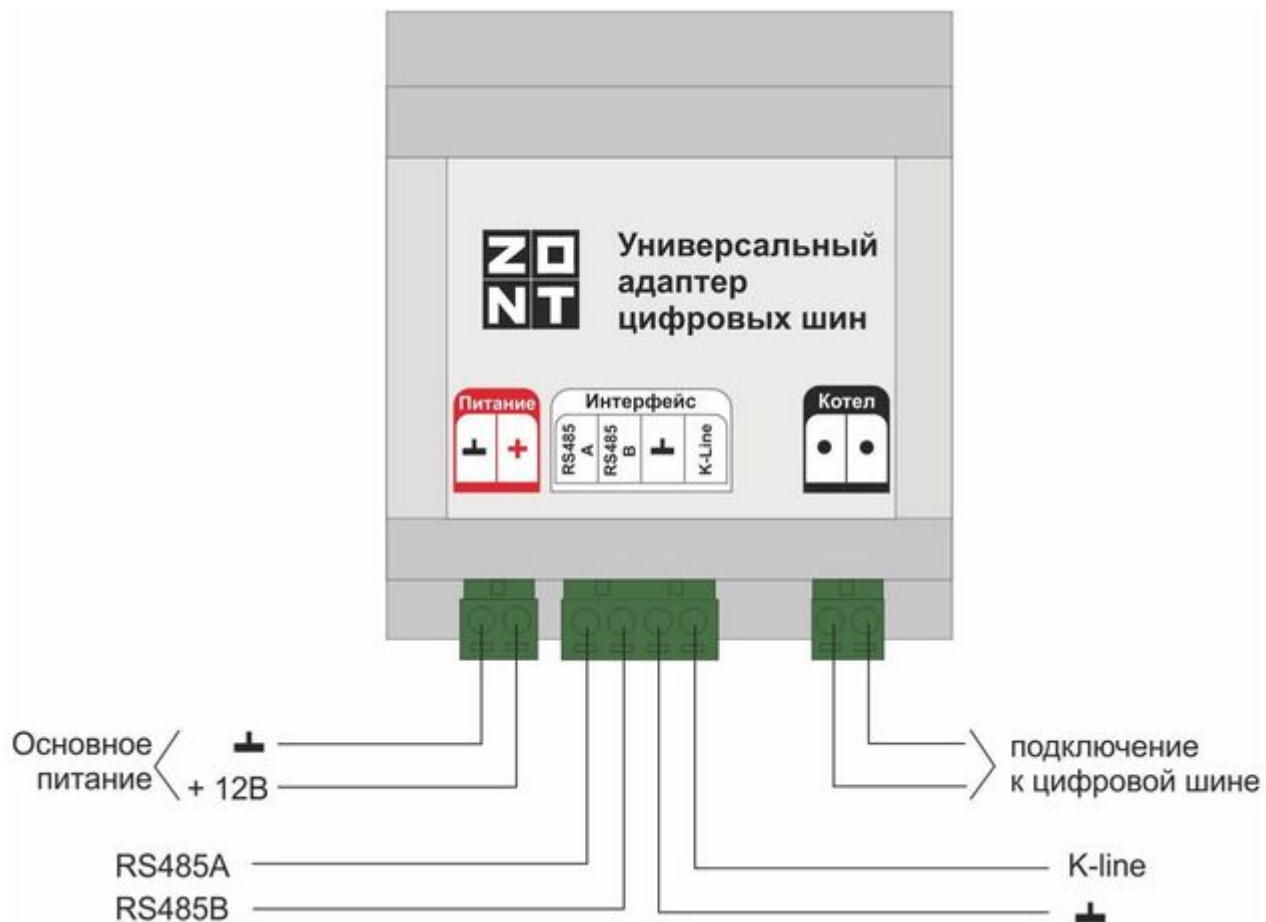 ZO
NT
Универсальный
адаптер
цифровых шин
Питание
+
Интерфейс
RS485
A
RS485
B
K-Line
Котел
Основное
питание
+ 12В
RS485A
RS485B
подключение
к цифровой шине
K-line